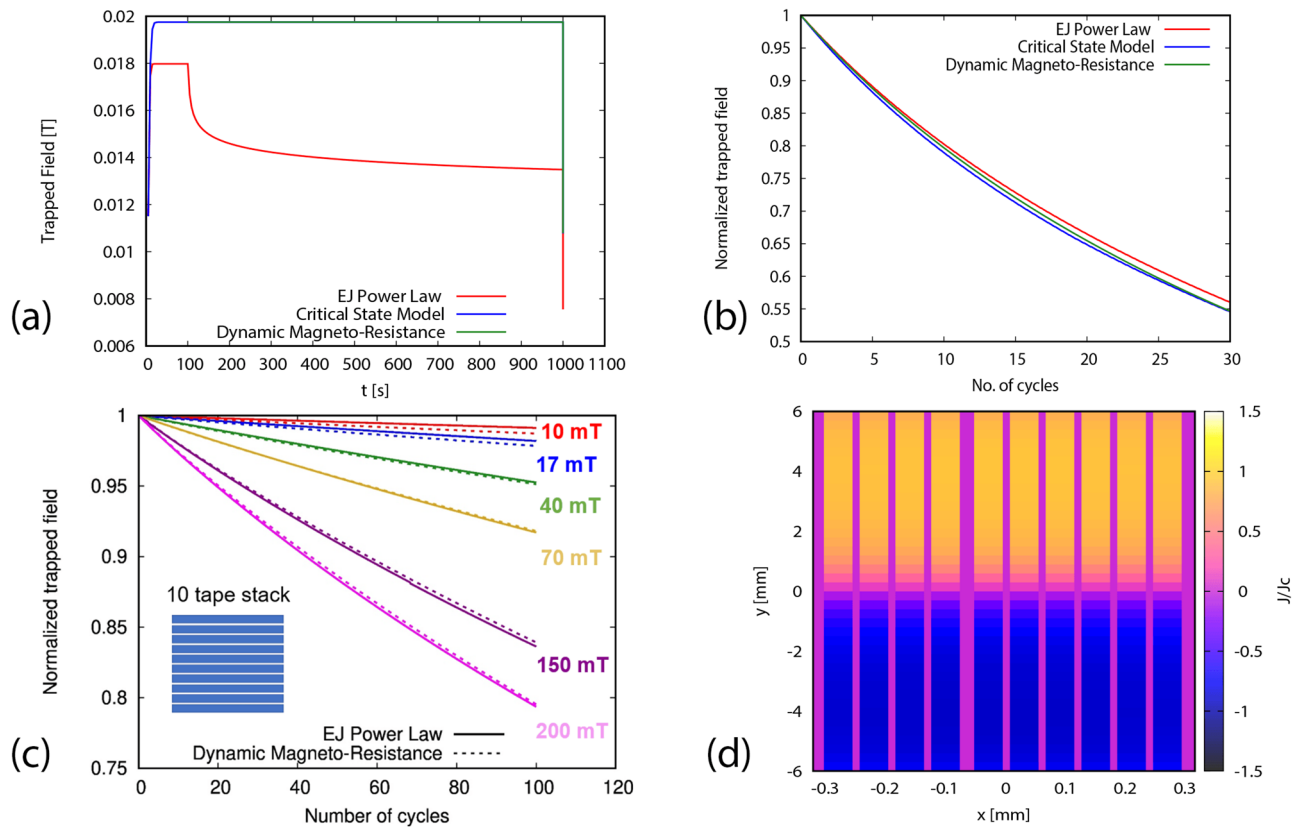 (a)
Trapped Field [T]
0.02
0.018
0.016
0.014
0.012
0.01
0.008
0.006
EJ Power Law
Critical State Model
Dynamic Magneto-Resistance
0 100 200 300 400 500 600 700 800 900 1000 1100
t [s]
(b)
Normalized trapped field
1
0.95
0.9
0.85
0.8
0.75
0.7
0.65
0.6
0.55
0.5
EJ Power Law
Critical State Model
Dynamic Magneto-Resistance
0 5 10 15 20 25 30
No. of cycles
(c)
Normalized trapped field
1
0.95
0.9
0.85
0.8
0.75
10 mT
17 mT
40 mT
70 mT
150 mT
200 mT
10 tape stack
EJ Power Law
Dynamic Magneto-Resistance
0 20 40 60 80 100 120
Number of cycles
(d)
y [mm]
6
4
2
0
-2
-4
-6
-0.3 -0.2 -0.1 0 0.1 0.2 0.3
x [mm]
1.5
1
0.5
0
-0.5
-1
-1.5
J/Jc